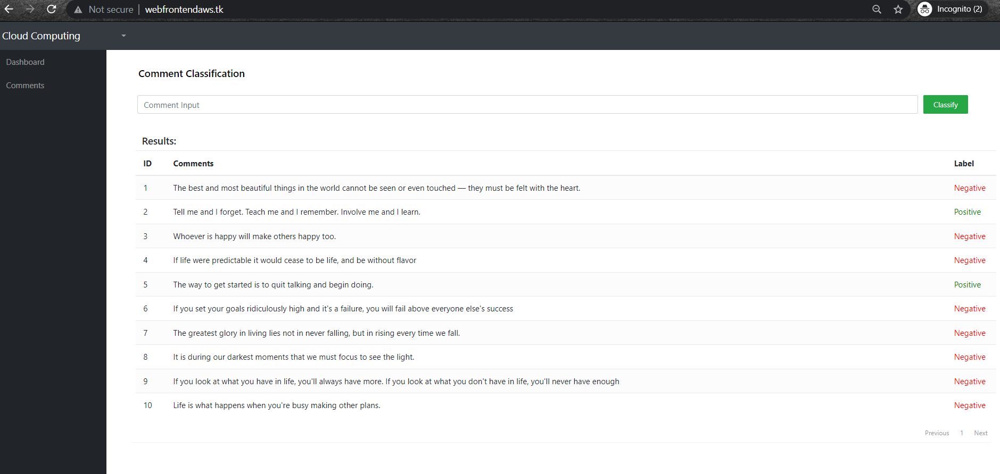 Not secure | webfrontendaws.tk Incognito (2)
Cloud Computing
Dashboard
Comments
Comment Classification
Comment Input Classify
Results:
ID Comments Label
1 The best and most beautiful things in the world cannot be seen or even touched — they must be felt with the heart. Negative
2 Tell me and I forget. Teach me and I remember. Involve me and I learn. Positive
3 Whoever is happy will make others happy too. Negative
4 If life were predictable it would cease to be life, and be without flavor Negative
5 The way to get started is to quit talking and begin doing. Positive
6 If you set your goals ridiculously high and it's a failure, you will fail above everyone else's success Negative
7 The greatest glory in living lies not in never falling, but in rising every time we fall. Negative
8 It is during our darkest moments that we must focus to see the light. Negative
9 If you look at what you have in life, you'll always have more. If you look at what you don't have in life, you'll never have enough Negative
10 Life is what happens when you're busy making other plans. Negative
Previous 1 Next